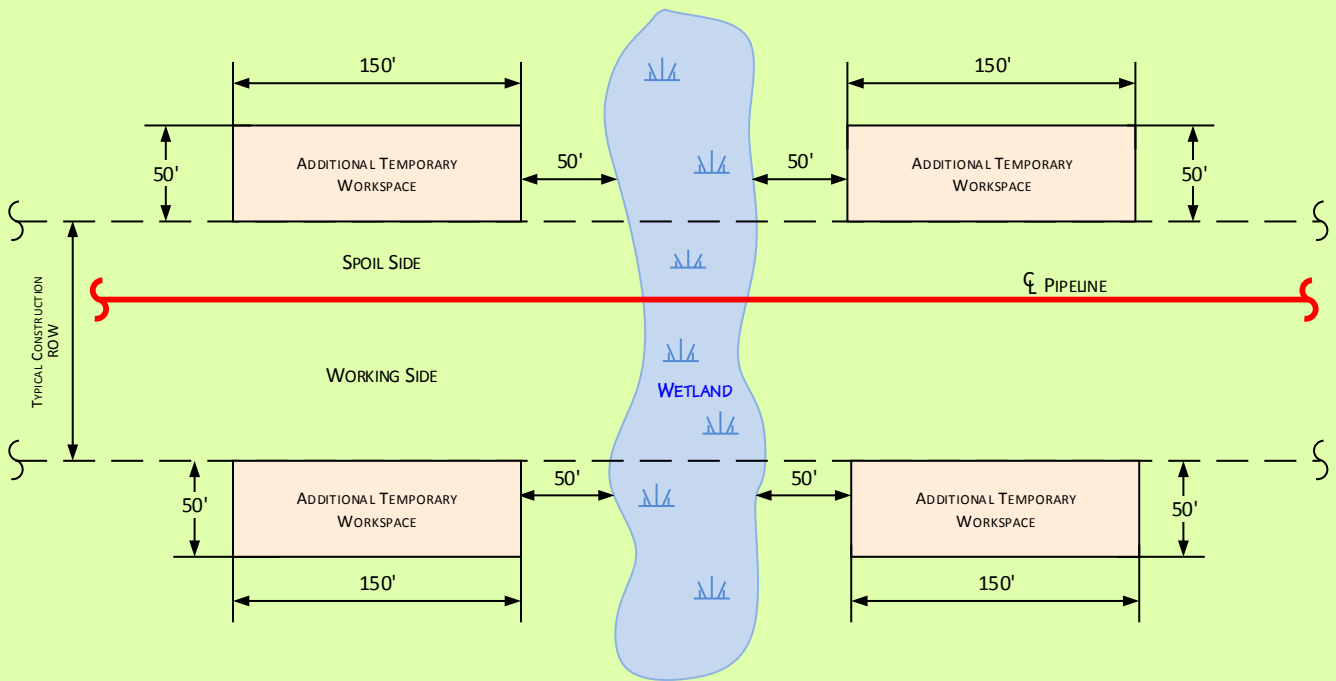 150'
150'
50'
ADDITIONAL TEMPORARY
WORKSPACE
50'
50'
ADDITIONAL TEMPORARY
WORKSPACE
50'
SPOIL SIDE
℄ PIPELINE
TYPICAL CONSTRUCTION
ROW
WORKING SIDE
WETLAND
50'
ADDITIONAL TEMPORARY
WORKSPACE
50'
50'
ADDITIONAL TEMPORARY
WORKSPACE
50'
150'
150'